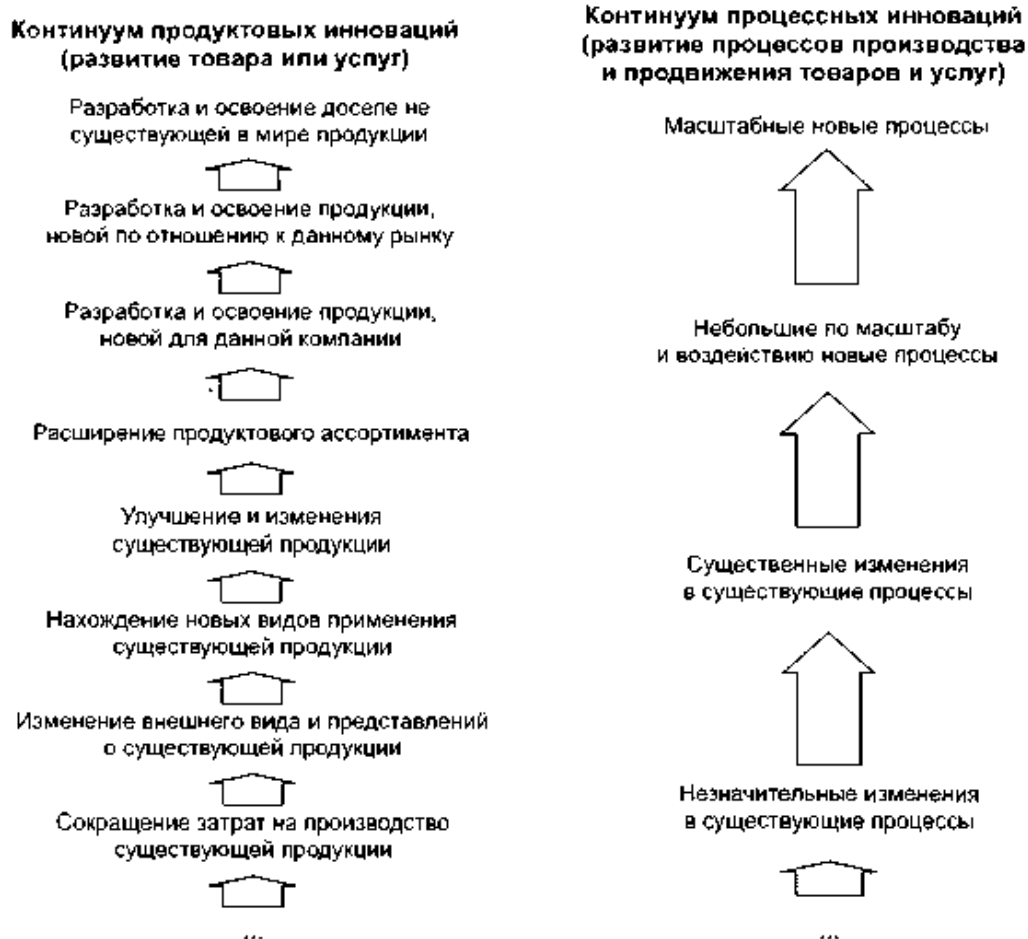 Континуум продуктовых инноваций
(развитие товара или услуг)
Разработка и освоение доселе не
существующей в мире продукции
Разработка и освоение продукции,
новой по отношению к данному рынку
Разработка и освоение продукции,
новой для данной компании
Расширение продуктового ассортимента
Улучшение и изменения
существующей продукции
Нахождение новых видов применения
существующей продукции
Изменение внешнего вида и представлений
о существующей продукции
Сокращение затрат на производство
существующей продукции
Континуум процессных инноваций
(развитие процессов производства
и продвижения товаров и услуг)
Масштабные новые процессы
Небольшие по масштабу
и воздействию новые процессы
Существенные изменения
в существующие процессы
Незначительные изменения
в существующие процессы